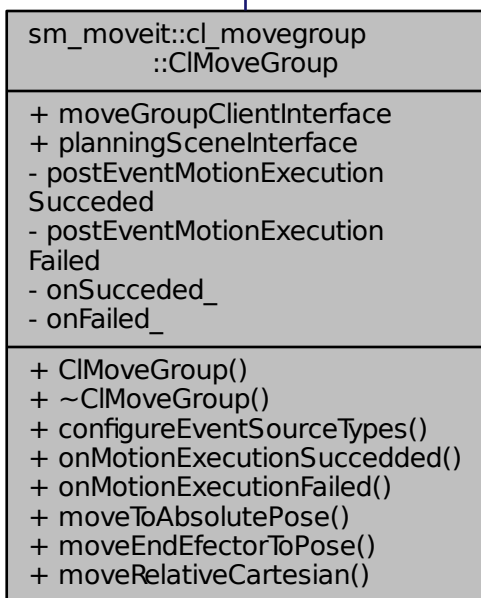 sm_moveit::cl_movegroup
::ClMoveGroup
+ moveGroupClientInterface
+ planningSceneInterface
- postEventMotionExecution
Succeded
- postEventMotionExecution
Failed
- onSucceded_
- onFailed_
+ ClMoveGroup()
+ ~ClMoveGroup()
+ configureEventSourceTypes()
+ onMotionExecutionSuccedded()
+ onMotionExecutionFailed()
+ moveToAbsolutePose()
+ moveEndEfectorToPose()
+ moveRelativeCartesian()